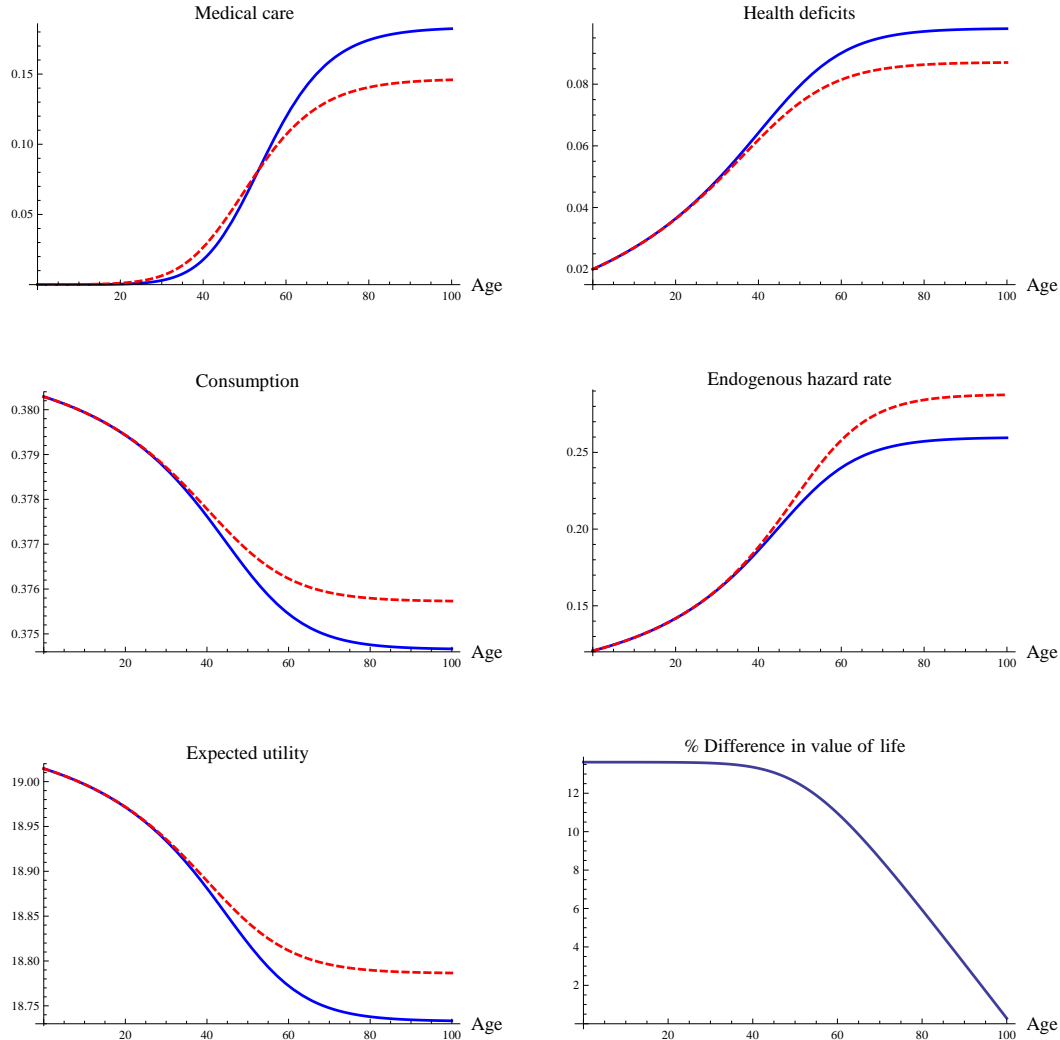 Medical care
0.15
0.10
0.05
20 40 60 80 100 Age
Health deficits
0.08
0.06
0.04
0.02
20 40 60 80 100 Age
Consumption
0.380
0.379
0.378
0.377
0.376
0.375
20 40 60 80 100 Age
Endogenous hazard rate
0.25
0.20
0.15
20 40 60 80 100 Age
Expected utility
19.00
18.95
18.90
18.85
18.80
18.75
20 40 60 80 100 Age
% Difference in value of life
12
10
8
6
4
2
20 40 60 80 100 Age